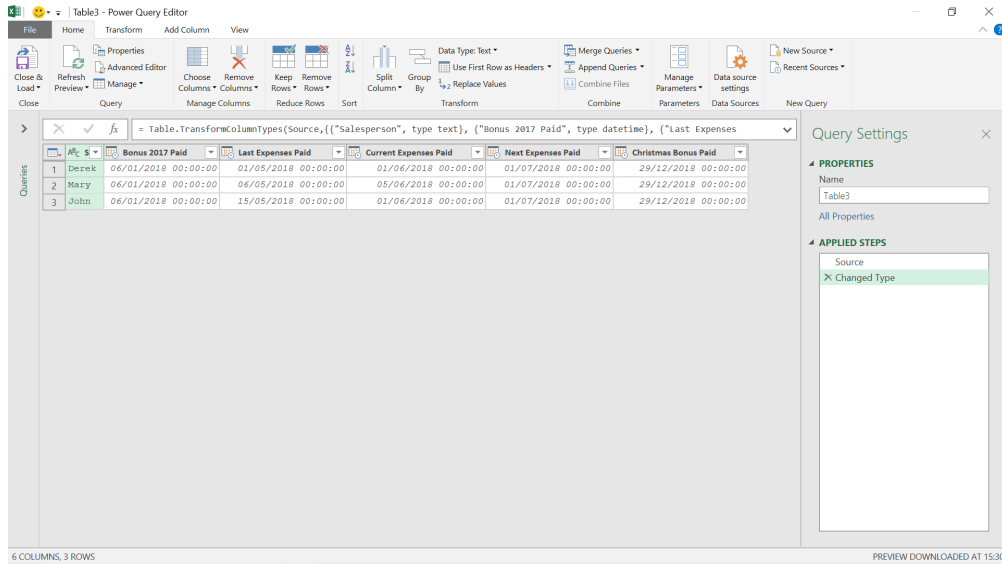 Table3 - Power Query Editor
File Home Transform Add Column View
Close & Load
Close
Refresh Preview
Properties
Advanced Editor
Manage
Query
Choose Columns
Remove Columns
Manage Columns
Keep Rows
Remove Rows
Reduce Rows
Sort
Split Column
Group By
Data Type: Text
Use First Row as Headers
1 2 Replace Values
Transform
Merge Queries
Append Queries
Combine Files
Combine
Manage Parameters
Parameters
Data source settings
Data Sources
New Source
Recent Sources
New Query
Queries
fx = Table.TransformColumnTypes(Source,{{"Salesperson", type text}, {"Bonus 2017 Paid", type datetime}, {"Last Expenses
ABC S Bonus 2017 Paid Last Expenses Paid Current Expenses Paid Next Expenses Paid Christmas Bonus Paid
1 Derek 06/01/2018 00:00:00 01/05/2018 00:00:00 01/06/2018 00:00:00 01/07/2018 00:00:00 29/12/2018 00:00:00
2 Mary 06/01/2018 00:00:00 06/05/2018 00:00:00 05/06/2018 00:00:00 01/07/2018 00:00:00 29/12/2018 00:00:00
3 John 06/01/2018 00:00:00 15/05/2018 00:00:00 01/06/2018 00:00:00 01/07/2018 00:00:00 29/12/2018 00:00:00
Query Settings
PROPERTIES
Name
Table3
All Properties
APPLIED STEPS
Source
Changed Type
6 COLUMNS, 3 ROWS
PREVIEW DOWNLOADED AT 15:30